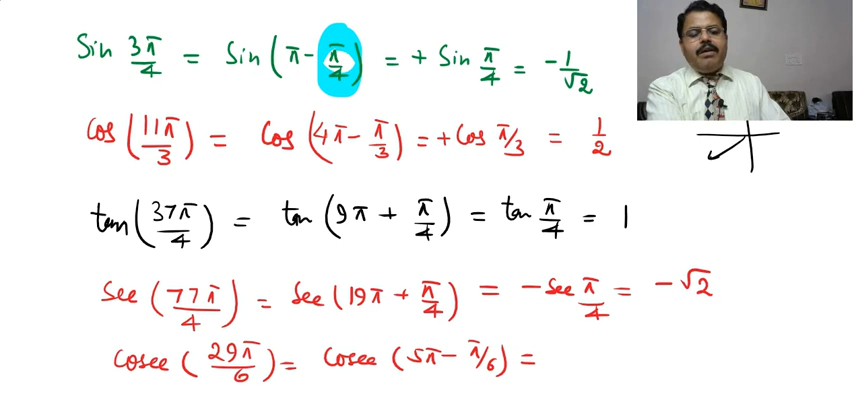 Sin 3π/4 = Sin (π - π/4) = + Sin π/4 = -1/√2
Cos (11π/3) = Cos (4π - π/3) = + Cos π/3 = 1/2
tan (37π/4) = tan (9π + π/4) = tan π/4 = 1
Sec (77π/4) = Sec (19π + π/4) = - Sec π/4 = -√2
Cosec (29π/6) = Cosec (5π - π/6) =